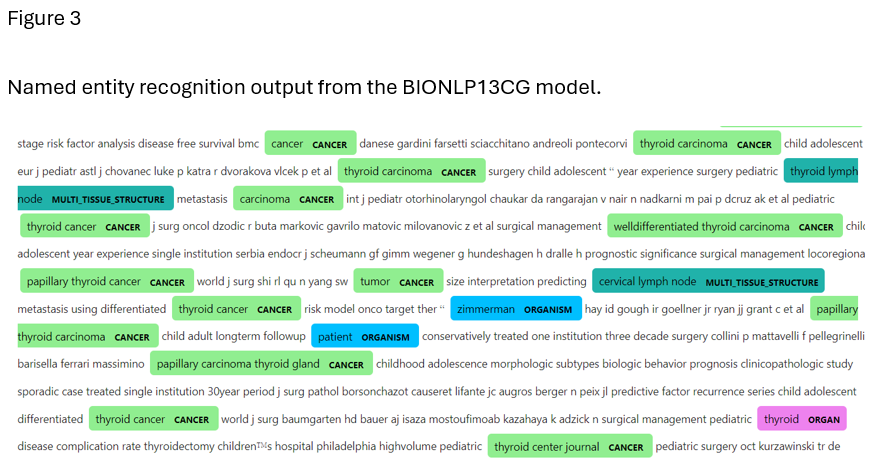 Figure 3
Named entity recognition output from the BIONLP13CG model.
stage risk factor analysis disease free survival bmc cancer CANCER danese gardini farsetti sciacchitano andreoli pontecorvi thyroid carcinoma CANCER child adolescent
eur j pediatr astl j chovanec luke p katra r dvorakova vlcek p et al thyroid carcinoma CANCER surgery child adolescent “ year experience surgery pediatric thyroid lymph
node MULTI_TISSUE_STRUCTURE metastasis carcinoma CANCER int j pediatr otorhinolaryngol chaukar da rangarajan v nair n nadkarni m pai p dcruz ak et al pediatric
thyroid cancer CANCER j surg oncol dzodic r buta markovic gavrilo matovic milovanovic z et al surgical management welldifferentiated thyroid carcinoma CANCER chil
adolescent year experience single institution serbia endocr j scheumann gf gimm wegener g hundeshagen h dralle h prognostic significance surgical management locoregiona
papillary thyroid cancer CANCER world j surg shi rl qu n yang sw tumor CANCER size interpretation predicting cervical lymph node MULTI_TISSUE_STRUCTURE
metastasis using differentiated thyroid cancer CANCER risk model onco target ther “ zimmerman ORGANISM hay id gough ir goellner jr ryan jj grant c et al papillary
thyroid carcinoma CANCER child adult longterm followup patient ORGANISM conservatively treated one institution three decade surgery collini p mattavelli f pellegrinelli
barisella ferrari massimino papillary carcinoma thyroid gland CANCER childhood adolescence morphologic subtypes biologic behavior prognosis clinicopathologic study
sporadic case treated single institution 30year period j surg pathol borsonchazot causeret lifante jc augros berger n peix jl predictive factor recurrence series child adolescent
differentiated thyroid cancer CANCER world j surg baumgarten hd bauer aj isaza mostoufimoab kazahaya k adzick n surgical management pediatric thyroid ORGAN
disease complication rate thyroidectomy children™s hospital philadelphia highvolume pediatric thyroid center journal CANCER pediatric surgery oct kurzawinski tr de